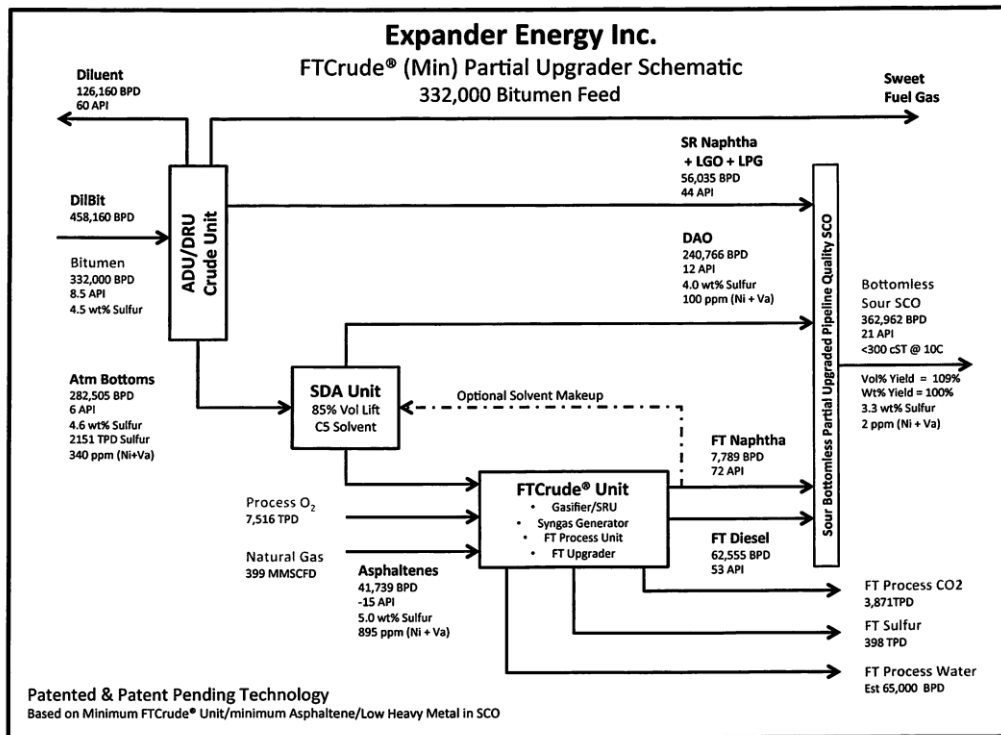 Expander Energy Inc.
FTCrude® (Min) Partial Upgrader Schematic
332,000 Bitumen Feed
Diluent
126,160 BPD
60 API
Sweet
Fuel Gas
SR Naphtha
+ LGO + LPG
56,035 BPD
44 API
DilBit
458,160 BPD
ADU/DRU
Crude Unit
Bitumen
332,000 BPD
8.5 API
4.5 wt% Sulfur
DAO
240,766 BPD
12 API
4.0 wt% Sulfur
100 ppm (Ni + Va)
Sour Bottomless Partial Upgraded Pipeline Quality SCO
Bottomless
Sour SCO
362,962 BPD
21 API
<300 cST @ 10C
Vol% Yield = 109%
Wt% Yield = 100%
3.3 wt% Sulfur
2 ppm (Ni + Va)
Atm Bottoms
282,505 BPD
6 API
4.6 wt% Sulfur
2151 TPD Sulfur
340 ppm (Ni+Va)
SDA Unit
85% Vol Lift
C5 Solvent
Optional Solvent Makeup
FT Naphtha
7,789 BPD
72 API
Process O2
7,516 TPD
FTCrude® Unit
• Gasifier/SRU
• Syngas Generator
• FT Process Unit
• FT Upgrader
Natural Gas
399 MMSCFD
FT Diesel
62,555 BPD
53 API
Asphaltenes
41,739 BPD
-15 API
5.0 wt% Sulfur
895 ppm (Ni + Va)
FT Process CO2
3,871TPD
FT Sulfur
398 TPD
FT Process Water
Est 65,000 BPD
Patented & Patent Pending Technology
Based on Minimum FTCrude® Unit/minimum Asphaltene/Low Heavy Metal in SCO